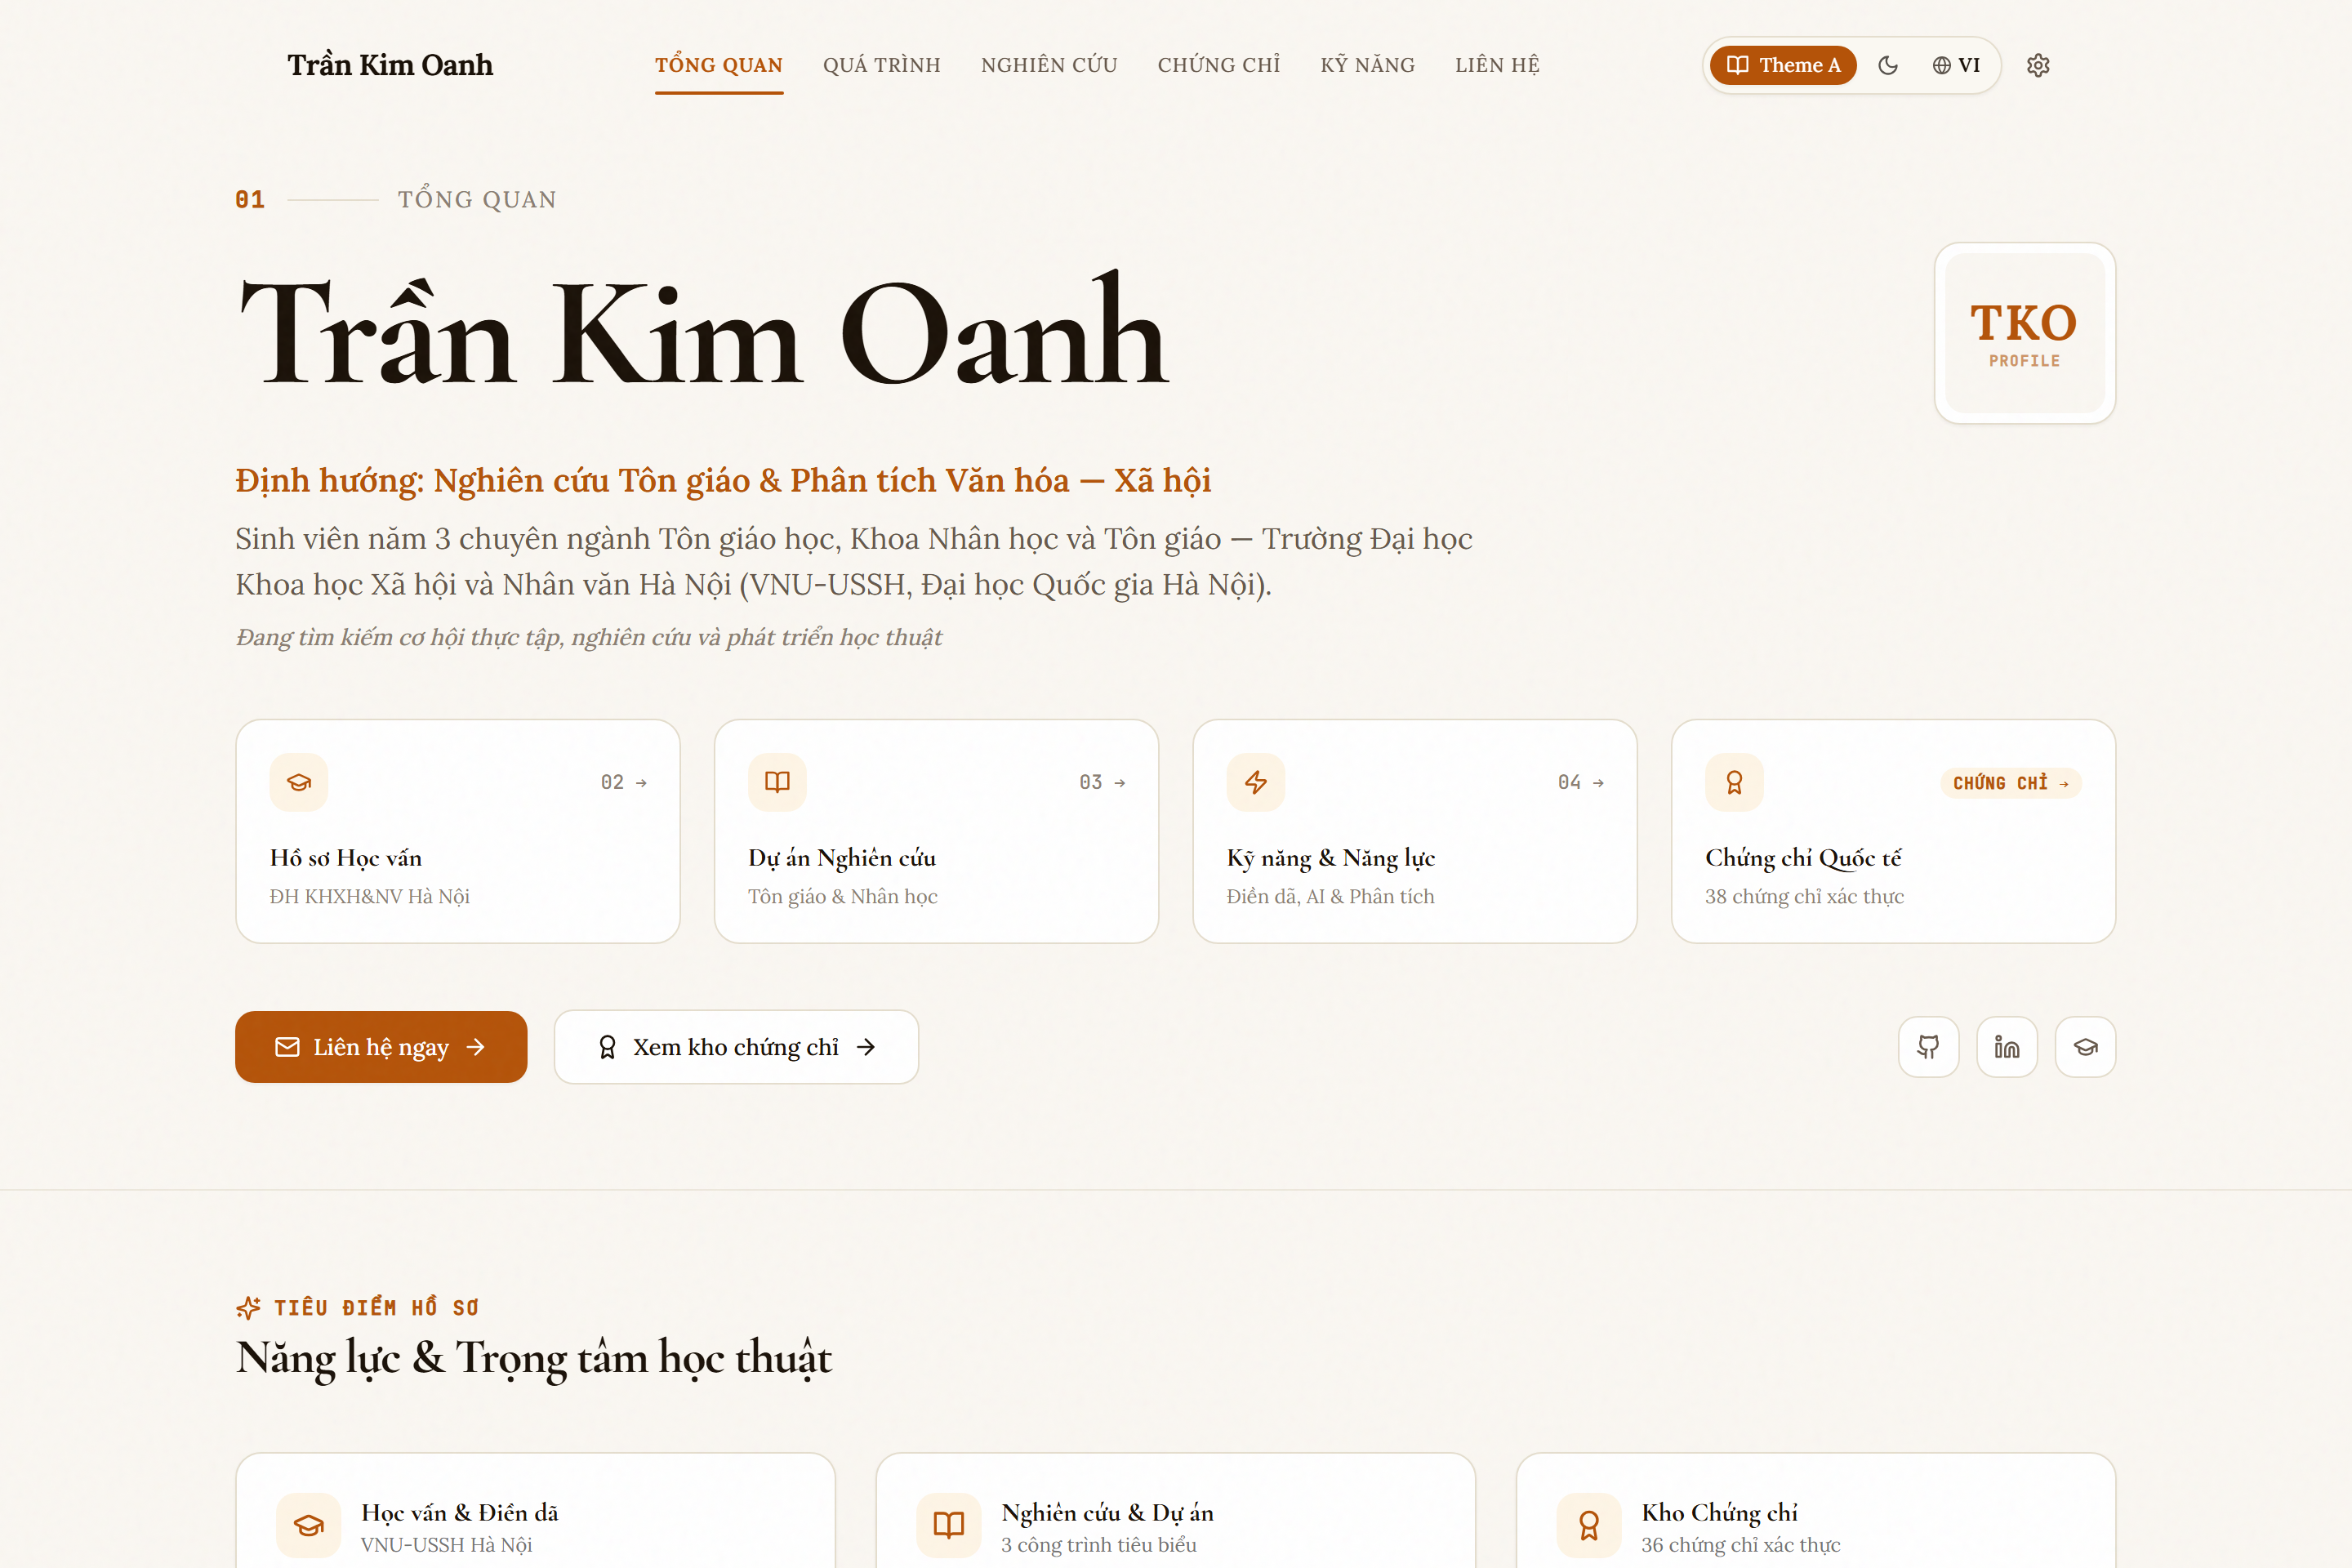 Trần Kim Oanh
TỔNG QUAN
QUÁ TRÌNH
NGHIÊN CỨU
CHỨNG CHỈ
KỸ NĂNG
LIÊN HỆ
Theme A
VI
01
TỔNG QUAN
Trần Kim Oanh
TKO
PROFILE
Định hướng: Nghiên cứu Tôn giáo & Phân tích Văn hóa — Xã hội
Sinh viên năm 3 chuyên ngành Tôn giáo học, Khoa Nhân học và Tôn giáo — Trường Đại học
Khoa học Xã hội và Nhân văn Hà Nội (VNU-USSH, Đại học Quốc gia Hà Nội).
Đang tìm kiếm cơ hội thực tập, nghiên cứu và phát triển học thuật
02 →
Hồ sơ Học vấn
ĐH KHXH&NV Hà Nội
03 →
Dự án Nghiên cứu
Tôn giáo & Nhân học
04 →
Kỹ năng & Năng lực
Điền dã, AI & Phân tích
CHỨNG CHỈ →
Chứng chỉ Quốc tế
38 chứng chỉ xác thực
Liên hệ ngay →
Xem kho chứng chỉ →
TIÊU ĐIỂM HỒ SƠ
Năng lực & Trọng tâm học thuật
Học vấn & Điền dã
VNU-USSH Hà Nội
Nghiên cứu & Dự án
3 công trình tiêu biểu
Kho Chứng chỉ
36 chứng chỉ xác thực